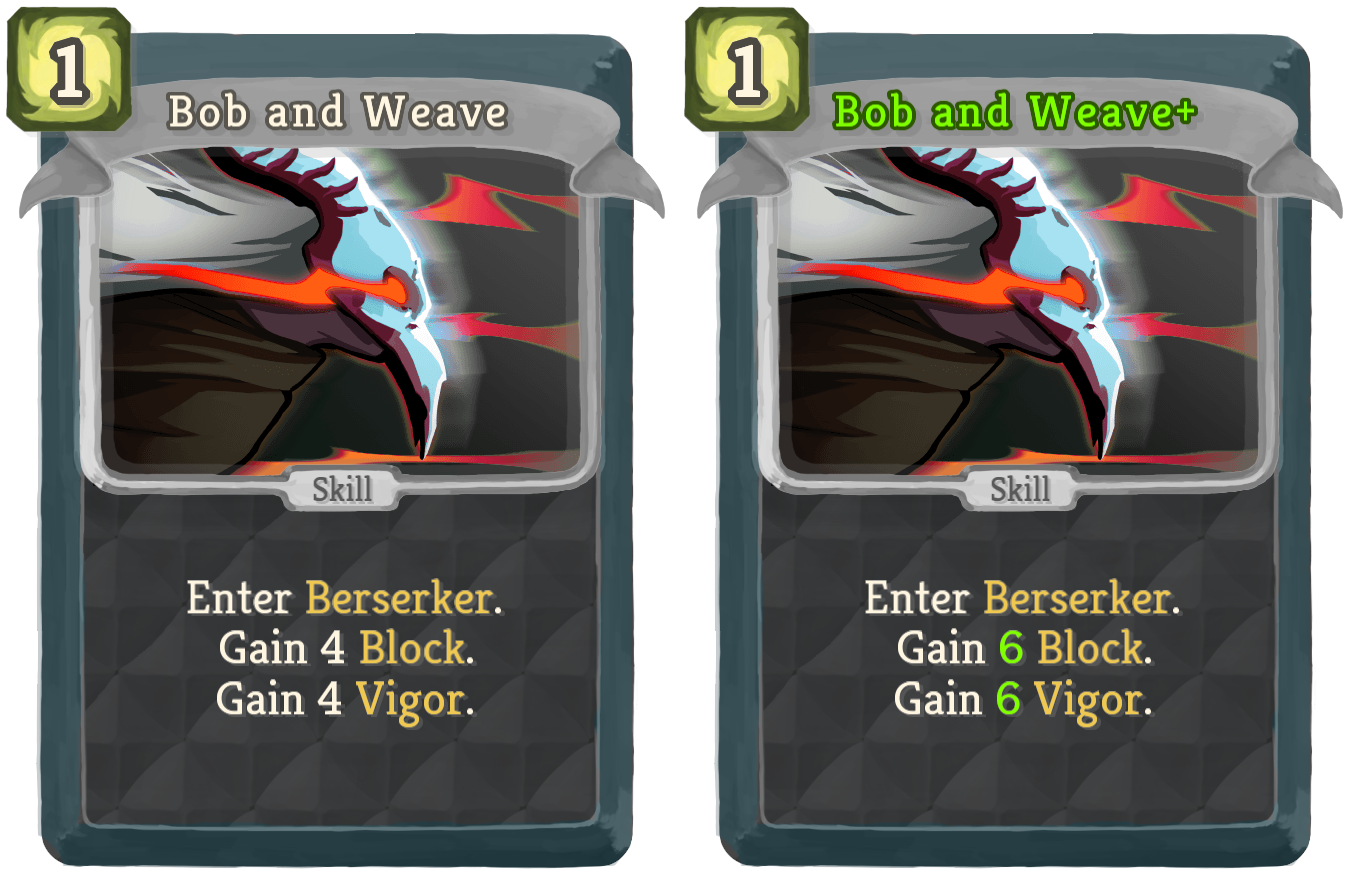 1
Bob and Weave
Skill
Enter Berserker.
Gain 4 Block.
Gain 4 Vigor.
1
Bob and Weave+
Skill
Enter Berserker.
Gain 6 Block.
Gain 6 Vigor.